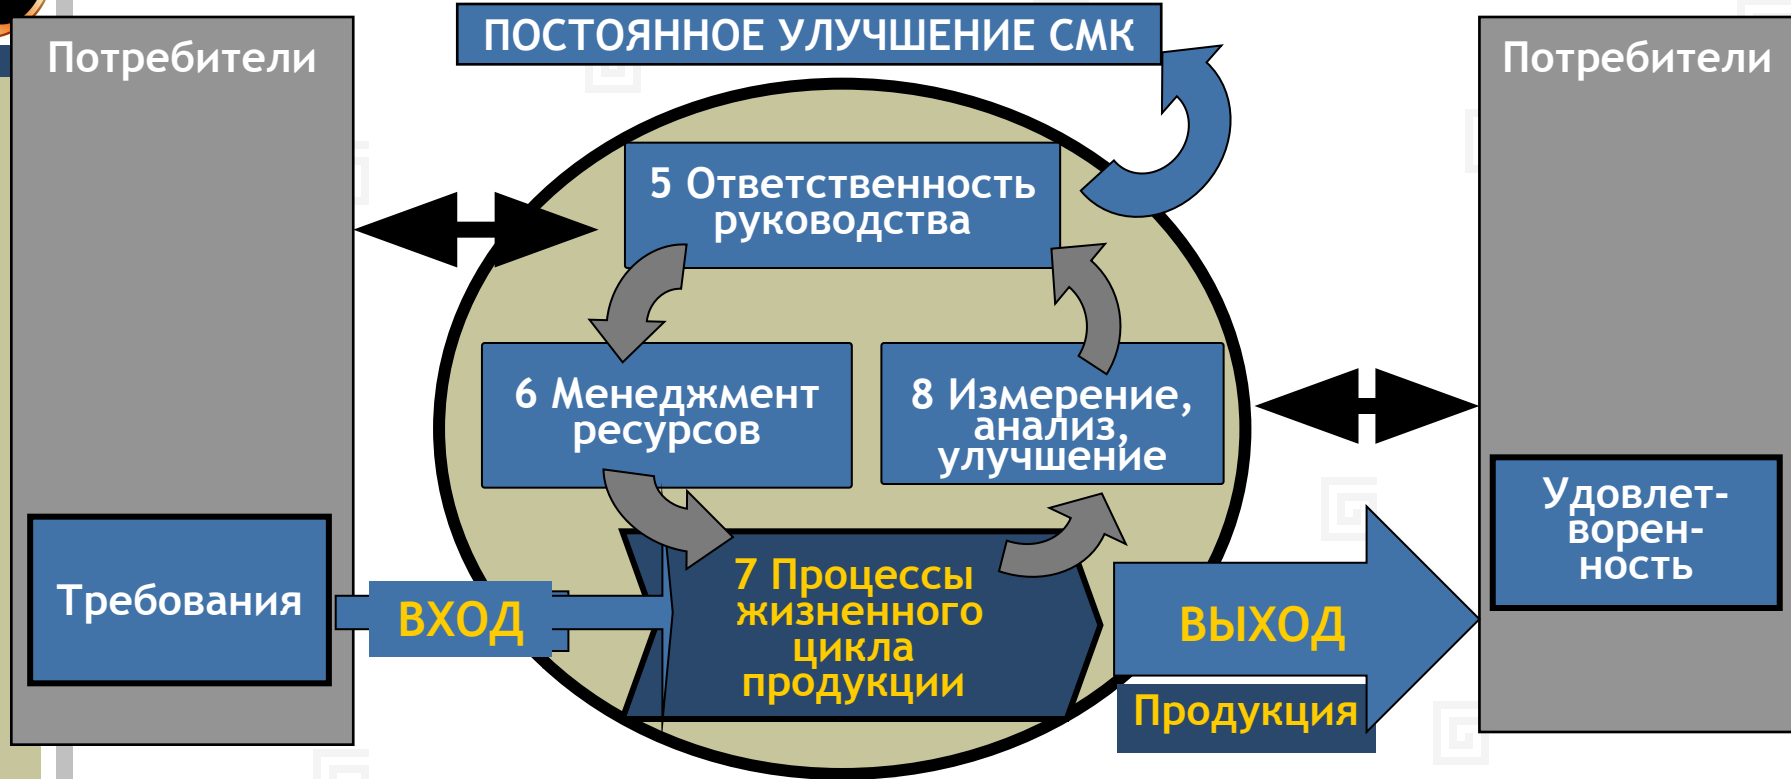 ПОСТОЯННОЕ УЛУЧШЕНИЕ СМК
Потребители
Потребители
5 Ответственность
руководства
6 Менеджмент
ресурсов
8 Измерение,
анализ,
улучшение
Требования
ВХОД
7 Процессы
жизненного
цикла
продукции
ВЫХОД
Продукция
Удовлет-
ворен-
ность